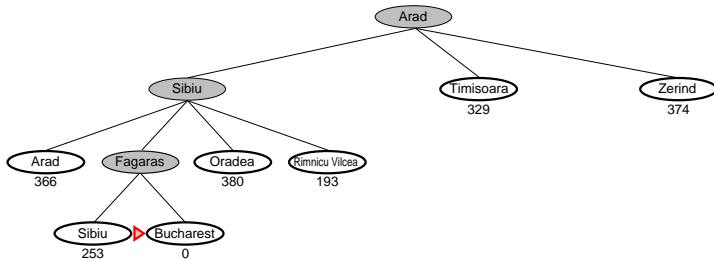 Arad
Sibiu Timisoara Zerind
329 374
Arad Fagaras Oradea Rimnicu Vilcea
366 380 193
Sibiu Bucharest
253 0